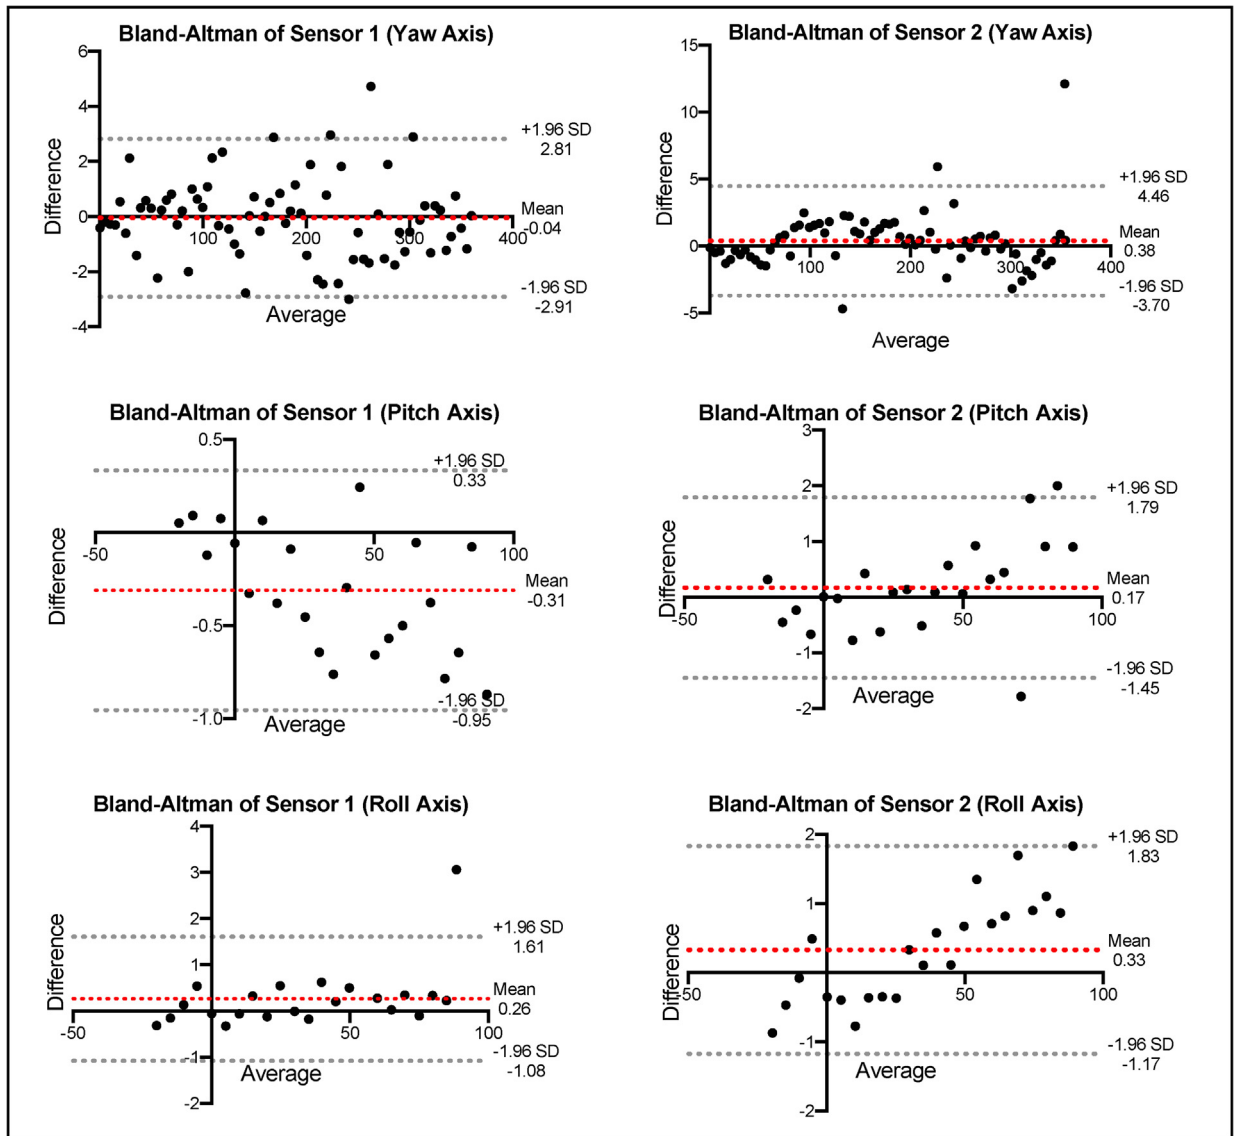 Bland-Altman of Sensor 1 (Yaw Axis)
6
4
2
0
-2
-4
100
200
300
400
Difference
Average
+1.96 SD
2.81
Mean
-0.04
-1.96 SD
-2.91
Bland-Altman of Sensor 2 (Yaw Axis)
15
10
5
0
-5
100
200
300
400
Difference
Average
+1.96 SD
4.46
Mean
0.38
-1.96 SD
-3.70
Bland-Altman of Sensor 1 (Pitch Axis)
0.5
-0.5
-1.0
-50
50
100
Difference
Average
+1.96 SD
0.33
Mean
-0.31
-1.96 SD
-0.95
Bland-Altman of Sensor 2 (Pitch Axis)
3
2
1
-1
-2
-50
50
100
Difference
Average
+1.96 SD
1.79
Mean
0.17
-1.96 SD
-1.45
Bland-Altman of Sensor 1 (Roll Axis)
4
3
2
1
-1
-2
-50
50
100
Difference
Average
+1.96 SD
1.61
Mean
0.26
-1.96 SD
-1.08
Bland-Altman of Sensor 2 (Roll Axis)
2
1
-1
-2
-50
50
100
Difference
Average
+1.96 SD
1.83
Mean
0.33
-1.96 SD
-1.17